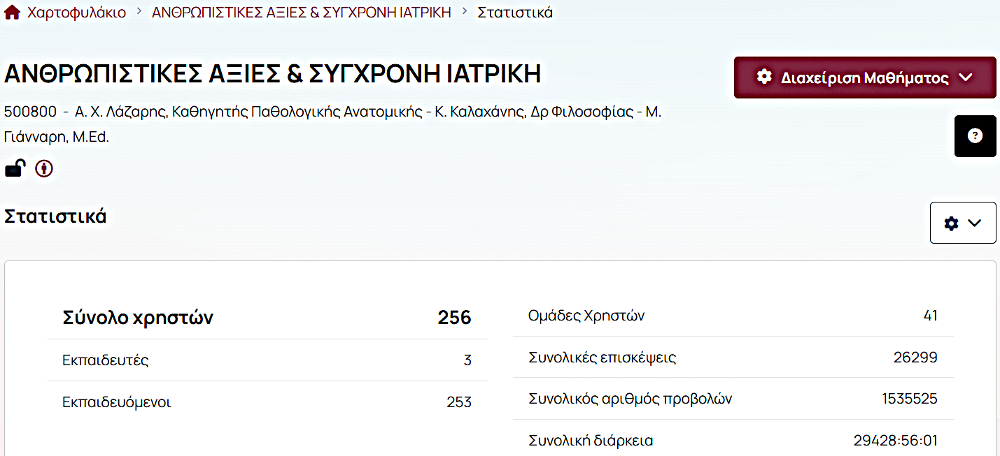 Χαρτοφυλάκιο > ΑΝΘΡΩΠΙΣΤΙΚΕΣ ΑΞΙΕΣ & ΣΥΓΧΡΟΝΗ ΙΑΤΡΙΚΗ > Στατιστικά
ΑΝΘΡΩΠΙΣΤΙΚΕΣ ΑΞΙΕΣ & ΣΥΓΧΡΟΝΗ ΙΑΤΡΙΚΗ
Διαχείριση Μαθήματος
500800 - Α. Χ. Λάζαρης, Καθηγητής Παθολογικής Ανατομικής - Κ. Καλαχάνης, Δρ Φιλοσοφίας - Μ.
Γιάνναρη, M.Ed.
Στατιστικά
Σύνολο χρηστών 256
Εκπαιδευτές 3
Εκπαιδευόμενοι 253
Ομάδες Χρηστών 41
Συνολικές επισκέψεις 26299
Συνολικός αριθμός προβολών 1535525
Συνολική διάρκεια 29428:56:01